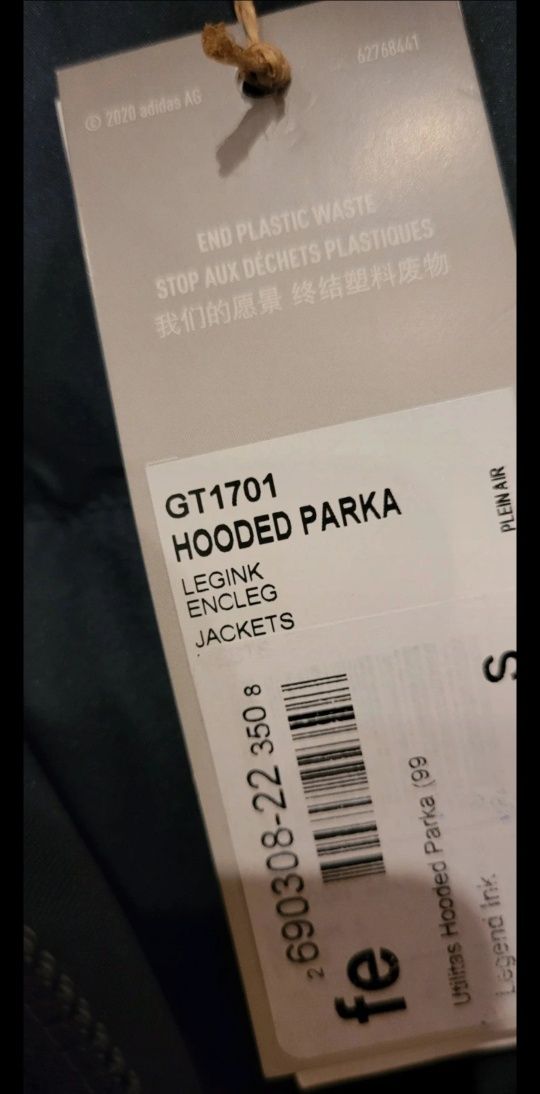 © 2020 adidas AG
62768441
END PLASTIC WASTE
STOP AUX DÉCHETS PLASTIQUES
我们的愿景 终结塑料废物
GT1701
HOODED PARKA
LEGINK
ENCLEG
JACKETS
PLEIN AIR
S
2 690308-22 350 8
fe
Utilitas Hooded Parka (99
Legend Ink